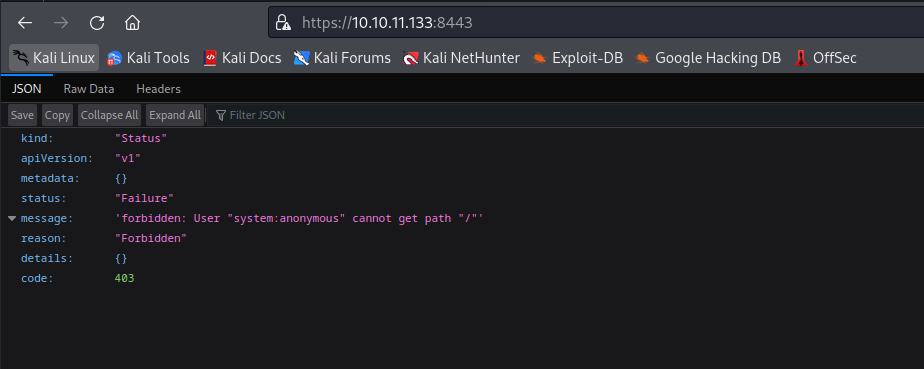 https://10.10.11.133:8443
Kali Linux Kali Tools Kali Docs Kali Forums Kali NetHunter Exploit-DB Google Hacking DB OffSec
JSON Raw Data Headers
Save Copy Collapse All Expand All Filter JSON
kind: "Status"
apiVersion: "v1"
metadata: {}
status: "Failure"
message: 'forbidden: User "system:anonymous" cannot get path "/"'
reason: "Forbidden"
details: {}
code: 403